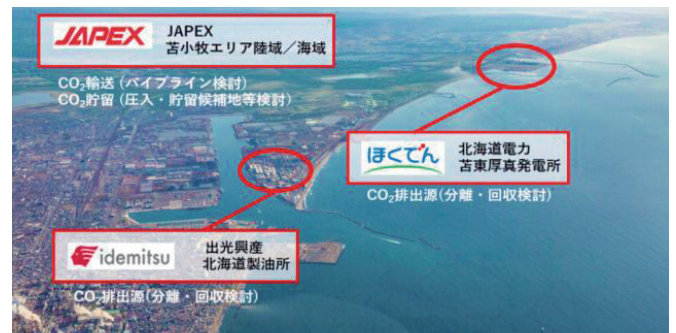 JAPEX
JAPEX
苫小牧エリア陸域／海域
CO₂輸送（パイプライン検討）
CO₂貯留（圧入・貯留候補地等検討）
ほくでん
北海道電力
苫東厚真発電所
CO₂排出源(分離・回収検討)
idemitsu
出光興産
北海道製油所
CO₂排出源(分離・回収検討)